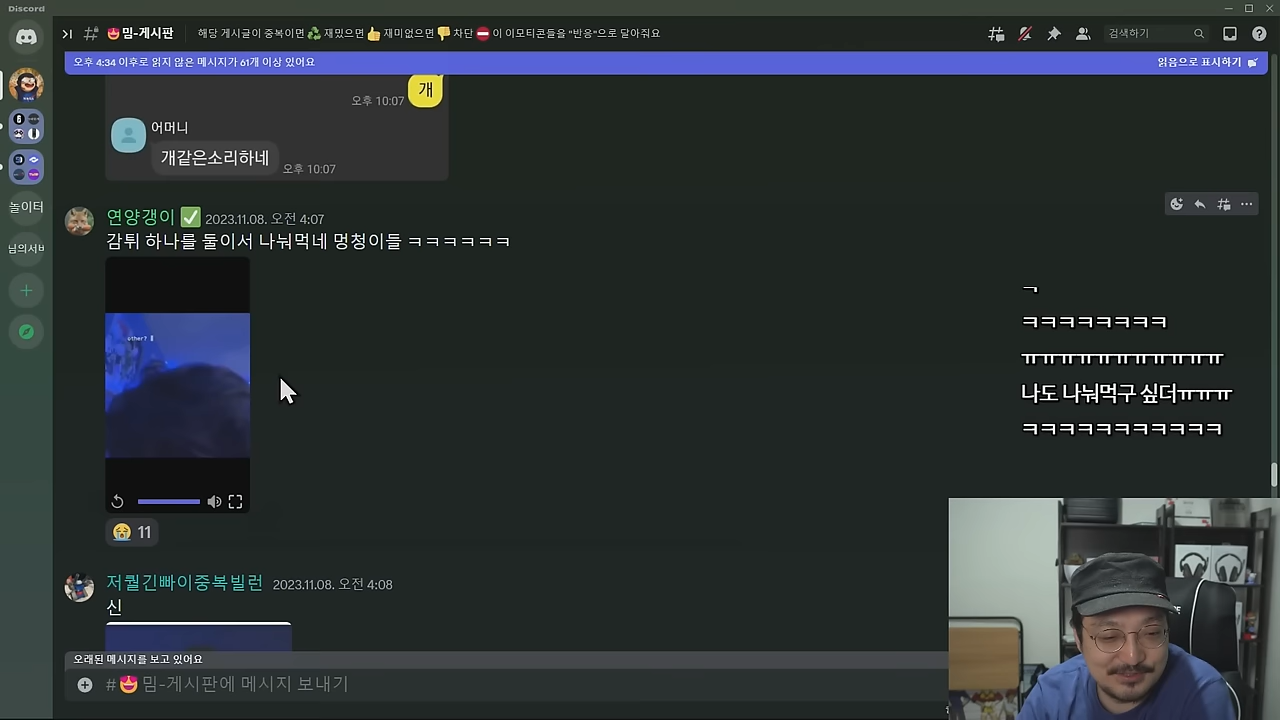 Discord
밈-게시판
해당 게시글이 중복이면 ♻ 재밌으면 👍 재미없으면 👎 차단 ⛔ 이 이모티콘들을 "반응"으로 달아줘요
검색하기
오후 4:34 이후로 읽지 않은 메시지가 61개 이상 있어요
읽음으로 표시하기
개
오후 10:07
어머니
개같은소리하네
오후 10:07
놀이터
님의서버
연양갱이 ✅ 2023.11.08. 오전 4:07
감튀 하나를 둘이서 나눠먹네 멍청이들 ㅋㅋㅋㅋㅋㅋ
other?
11
저퀄긴빠이중복빌런 2023.11.08. 오전 4:08
신
오래된 메시지를 보고 있어요
#😍밈-게시판에 메시지 보내기
ㅋㅋㅋㅋㅋㅋㅋㅋ
ㅠㅠㅠㅠㅠㅠㅠㅠㅠㅠㅠ
나도 나눠먹구 싶더ㅠㅠㅠ
ㅋㅋㅋㅋㅋㅋㅋㅋㅋㅋㅋ